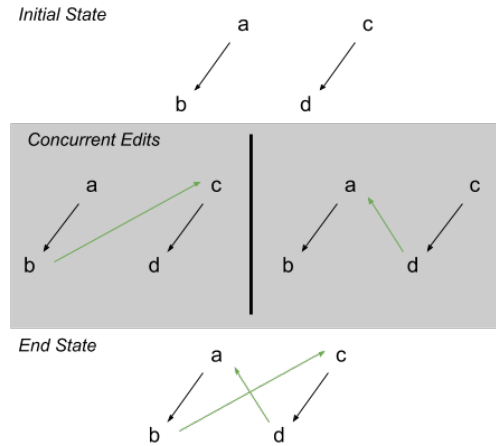 Initial State
a c
b d
Concurrent Edits
a c a c
b d b d
End State
a c
b d